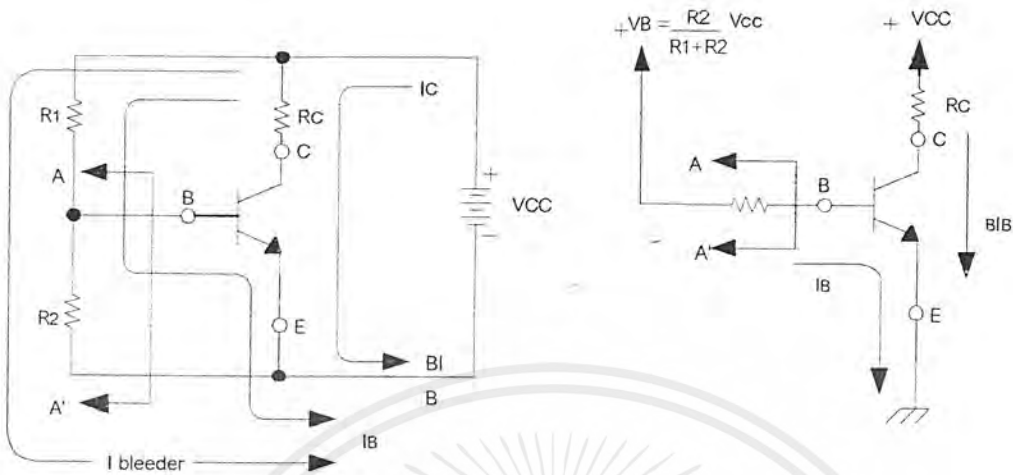 R1
A
R2
A'
B
RC
C
E
IC
+
VCC
−
BI
B
IB
I bleeder
+VB = R2 / R1+R2 Vcc
+ VCC
RC
C
A
B
A'
IB
BIB
E